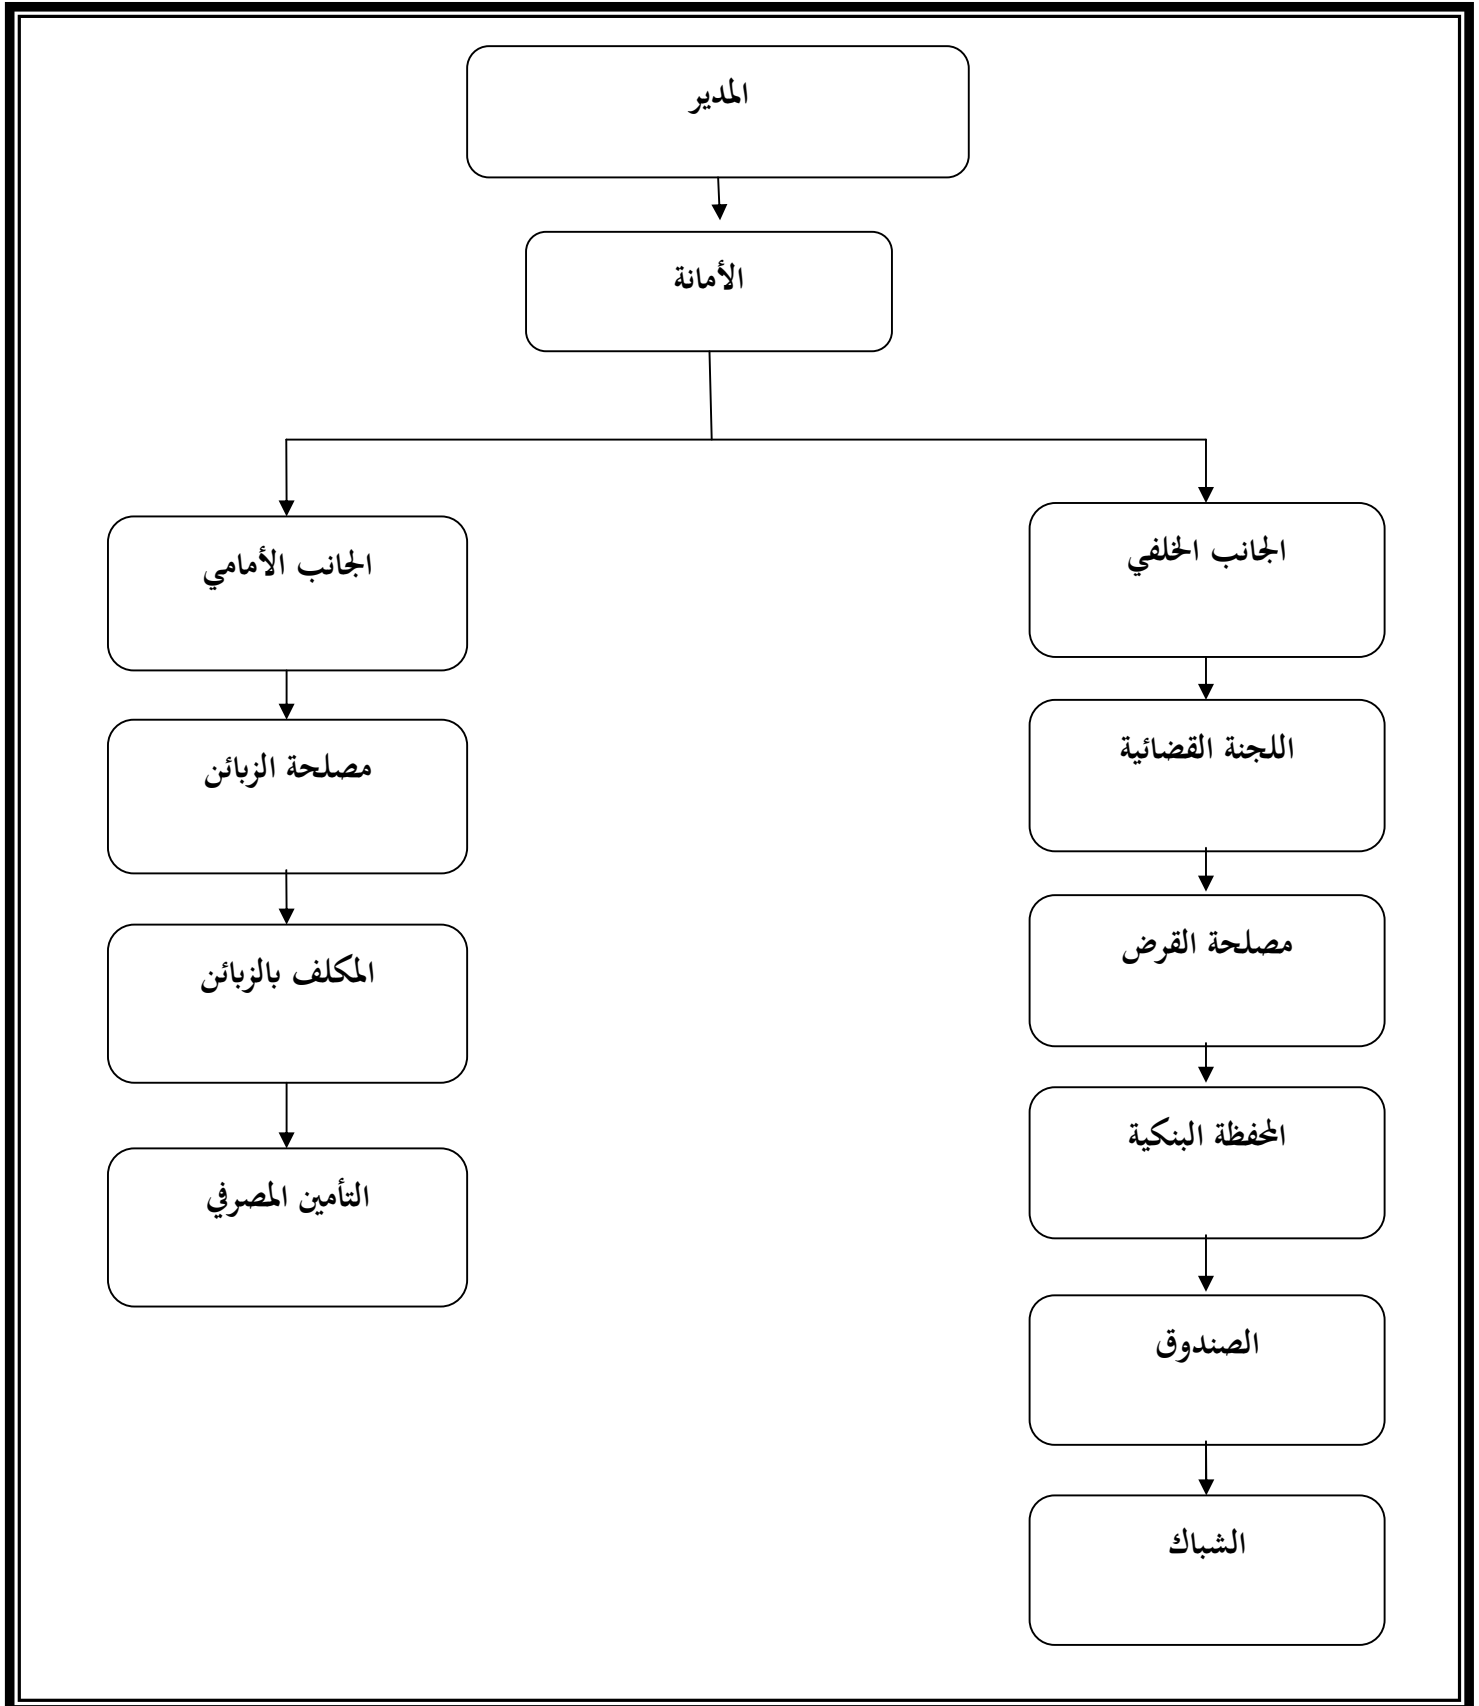 المدير
الأمانة
الجانب الخلفي
اللجنة القضائية
مصلحة القرض
المحفظة البنكية
الصندوق
الشباك
الجانب الأمامي
مصلحة الزبائن
المكلف بالزبائن
التأمين المصرفي